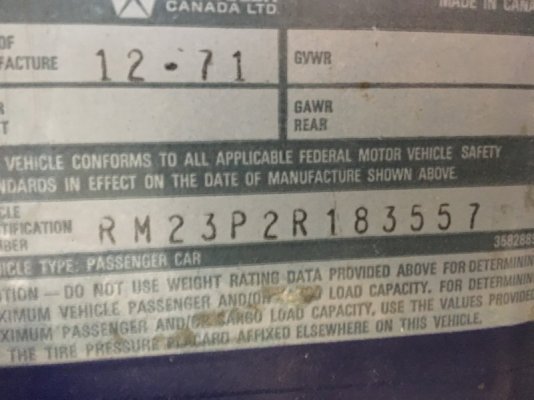 CANADA LTD.
MADE IN CANA
OF
FACTURE 12-71 GVWR
GAWR
REAR
VEHICLE CONFORMS TO ALL APPLICABLE FEDERAL MOTOR VEHICLE SAFETY
NDARDS IN EFFECT ON THE DATE OF MANUFACTURE SHOWN ABOVE.
CLE
TIFICATION
BER RM23P2R183557
ICLE TYPE: PASSENGER CAR
TION — DO NOT USE WEIGHT RATING DATA PROVIDED ABOVE FOR DETERMININ
XIMUM VEHICLE PASSENGER AND/OR CARGO LOAD CAPACITY. FOR DETERMINING
XIMUM PASSENGER AND/OR CARGO LOAD CAPACITY, USE THE VALUES PROVIDED
THE TIRE PRESSURE PLACARD AFFIXED ELSEWHERE ON THIS VEHICLE.